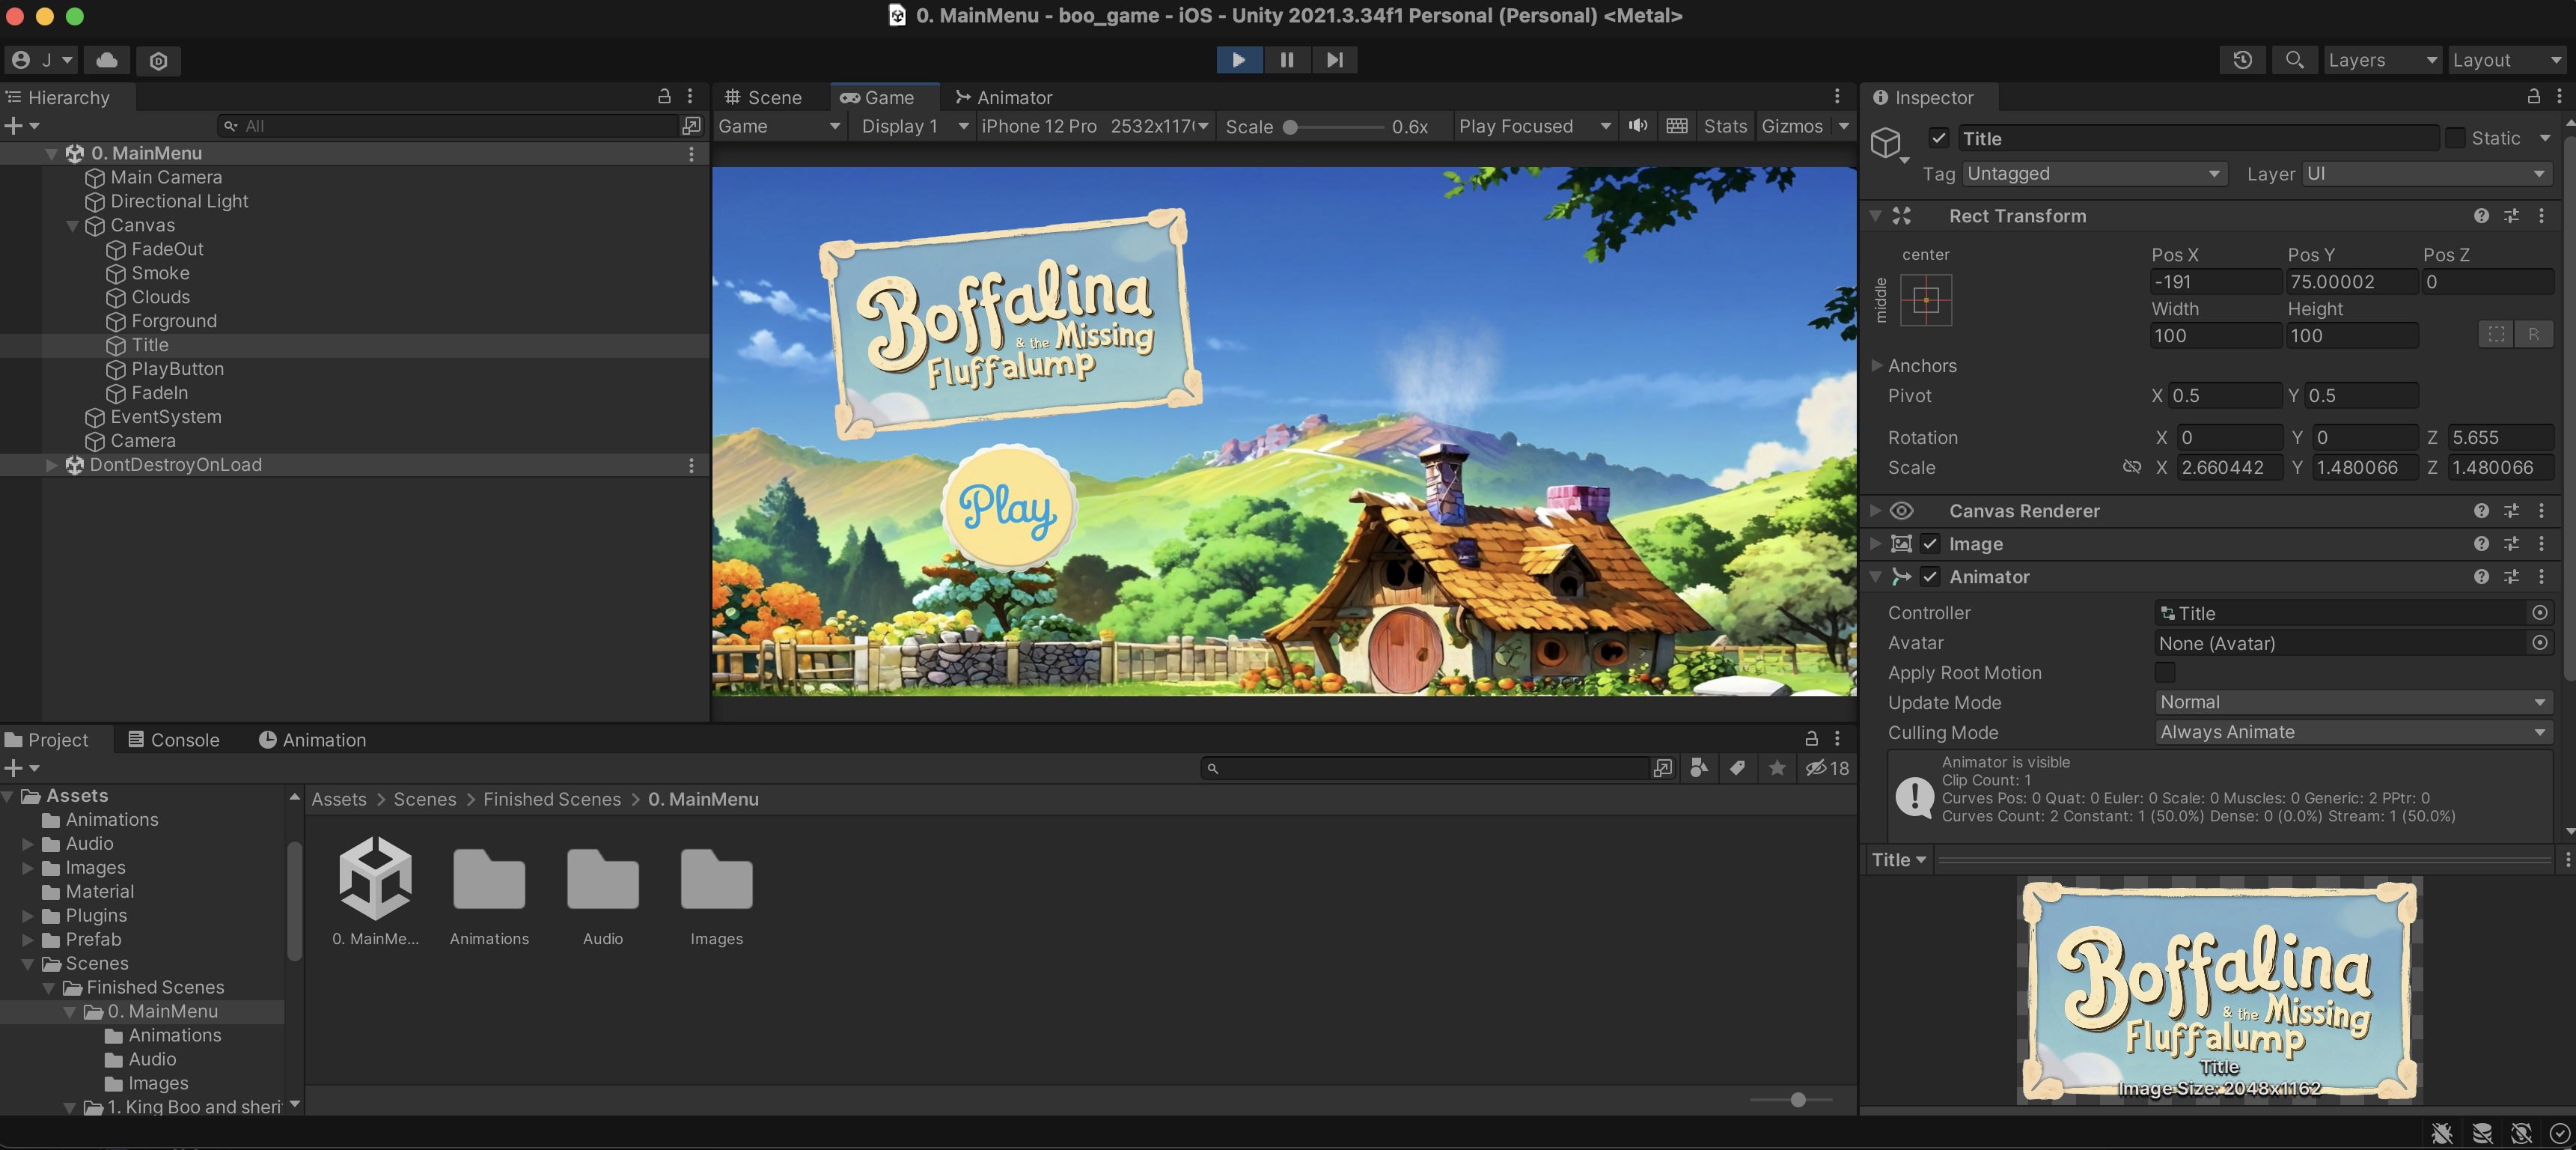 0. MainMenu - boo_game - iOS - Unity 2021.3.34f1 Personal (Personal) <Metal>
J
Layers
Layout
Hierarchy
All
0. MainMenu
Main Camera
Directional Light
Canvas
FadeOut
Smoke
Clouds
Forground
Title
PlayButton
FadeIn
EventSystem
Camera
DontDestroyOnLoad
Scene
Game
Animator
Game
Display 1
iPhone 12 Pro 2532x117(
Scale
0.6x
Play Focused
Stats
Gizmos
Boffalina
& the Missing
Fluffalump
Play
Inspector
Title
Static
Tag
Untagged
Layer
UI
Rect Transform
center
middle
Pos X
Pos Y
Pos Z
-191
75.00002
0
Width
Height
100
100
R
Anchors
Pivot
X 0.5
Y 0.5
Rotation
X 0
Y 0
Z 5.655
Scale
X 2.660442
Y 1.480066
Z 1.480066
Canvas Renderer
Image
Animator
Controller
Title
Avatar
None (Avatar)
Apply Root Motion
Update Mode
Normal
Culling Mode
Always Animate
Animator is visible
Clip Count: 1
Curves Pos: 0 Quat: 0 Euler: 0 Scale: 0 Muscles: 0 Generic: 2 PPtr: 0
Curves Count: 2 Constant: 1 (50.0%) Dense: 0 (0.0%) Stream: 1 (50.0%)
Title
Boffalina
& the Missing
Fluffalump
Title
Image Size: 2048x1162
Project
Console
Animation
18
Assets
Animations
Audio
Images
Material
Plugins
Prefab
Scenes
Finished Scenes
0. MainMenu
Animations
Audio
Images
1. King Boo and sheri
Assets > Scenes > Finished Scenes > 0. MainMenu
0. MainMe...
Animations
Audio
Images